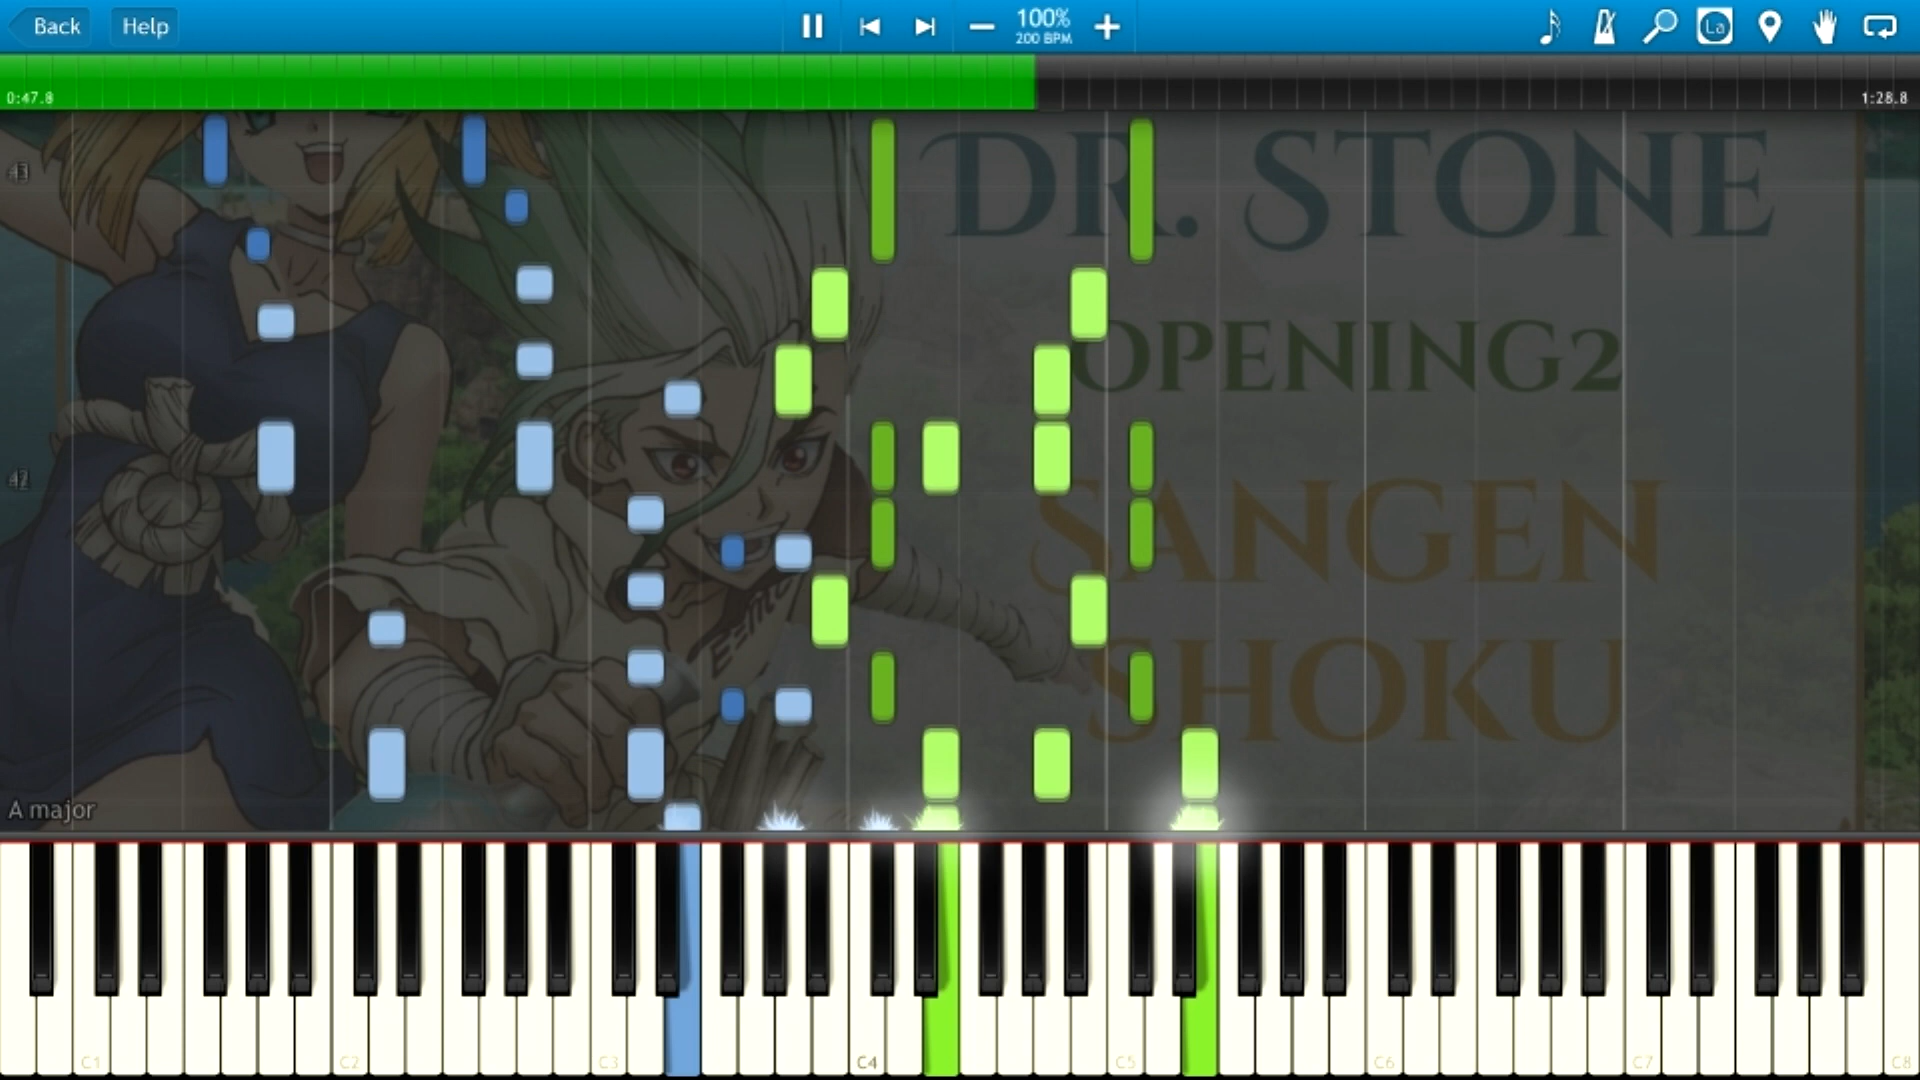 Back
Help
100%
200 BPM
La
0:47.8
1:28.8
43
DR. STONE
OPENING2
42
SANGEN
SHOKU
A major
C1
C2
C3
C4
C5
C6
C7
C8